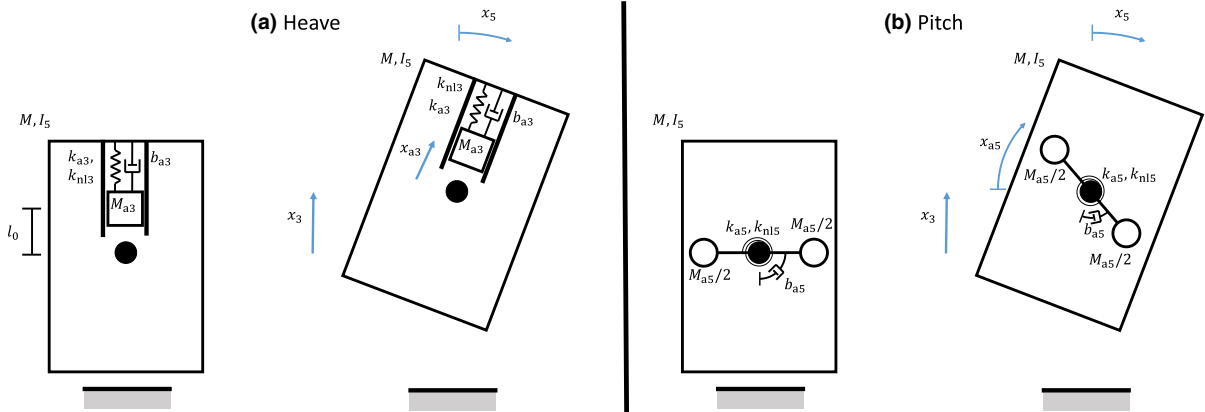 (a) Heave
x₅
M, I₅
kₙₗ₃
kₐ₃
bₐ₃
Mₐ₃
xₐ₃
x₃
M, I₅
kₐ₃,
kₙₗ₃
bₐ₃
Mₐ₃
l₀
(b) Pitch
x₅
M, I₅
xₐ₅
kₐ₅, kₙₗ₅
Mₐ₅/2
bₐ₅
Mₐ₅/2
x₃
M, I₅
kₐ₅, kₙₗ₅
Mₐ₅/2
Mₐ₅/2
bₐ₅